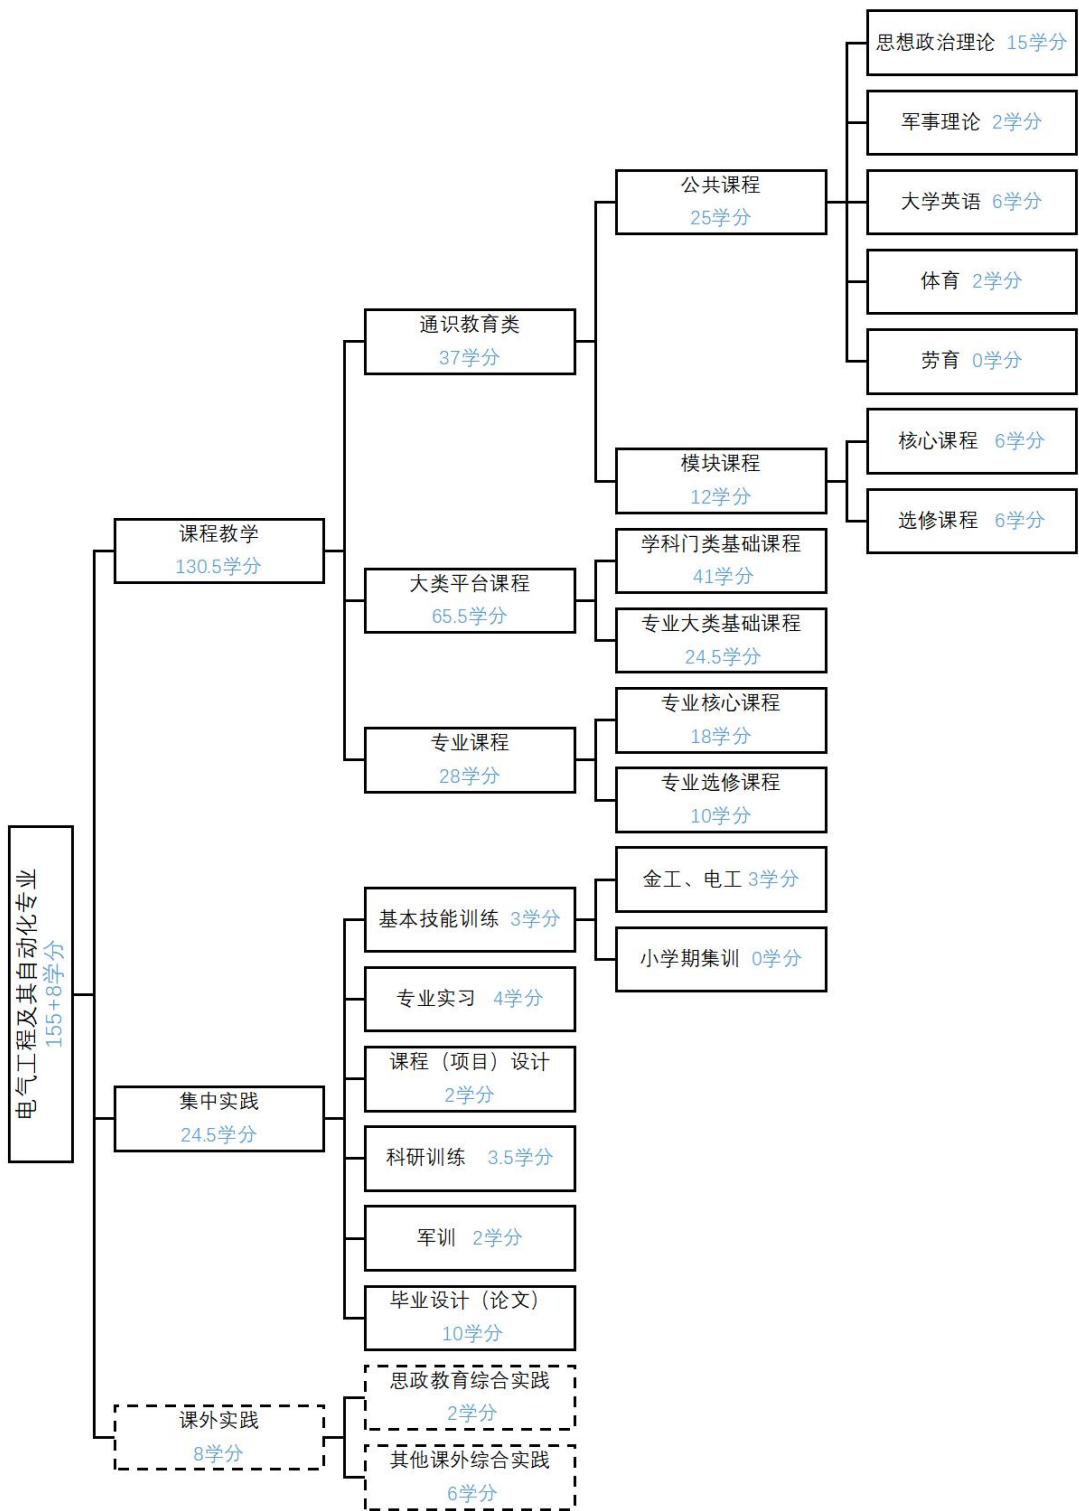 电气工程及其自动化专业
155+8学分
课程教学
130.5学分
通识教育类
37学分
公共课程
25学分
思想政治理论 15学分
军事理论 2学分
大学英语 6学分
体育 2学分
劳育 0学分
模块课程
12学分
核心课程 6学分
选修课程 6学分
大类平台课程
65.5学分
学科门类基础课程
41学分
专业大类基础课程
24.5学分
专业课程
28学分
专业核心课程
18学分
专业选修课程
10学分
集中实践
24.5学分
基本技能训练 3学分
金工、电工 3学分
小学期集训 0学分
专业实习 4学分
课程（项目）设计
2学分
科研训练 3.5学分
军训 2学分
毕业设计（论文）
10学分
课外实践
8学分
思政教育综合实践
2学分
其他课外综合实践
6学分